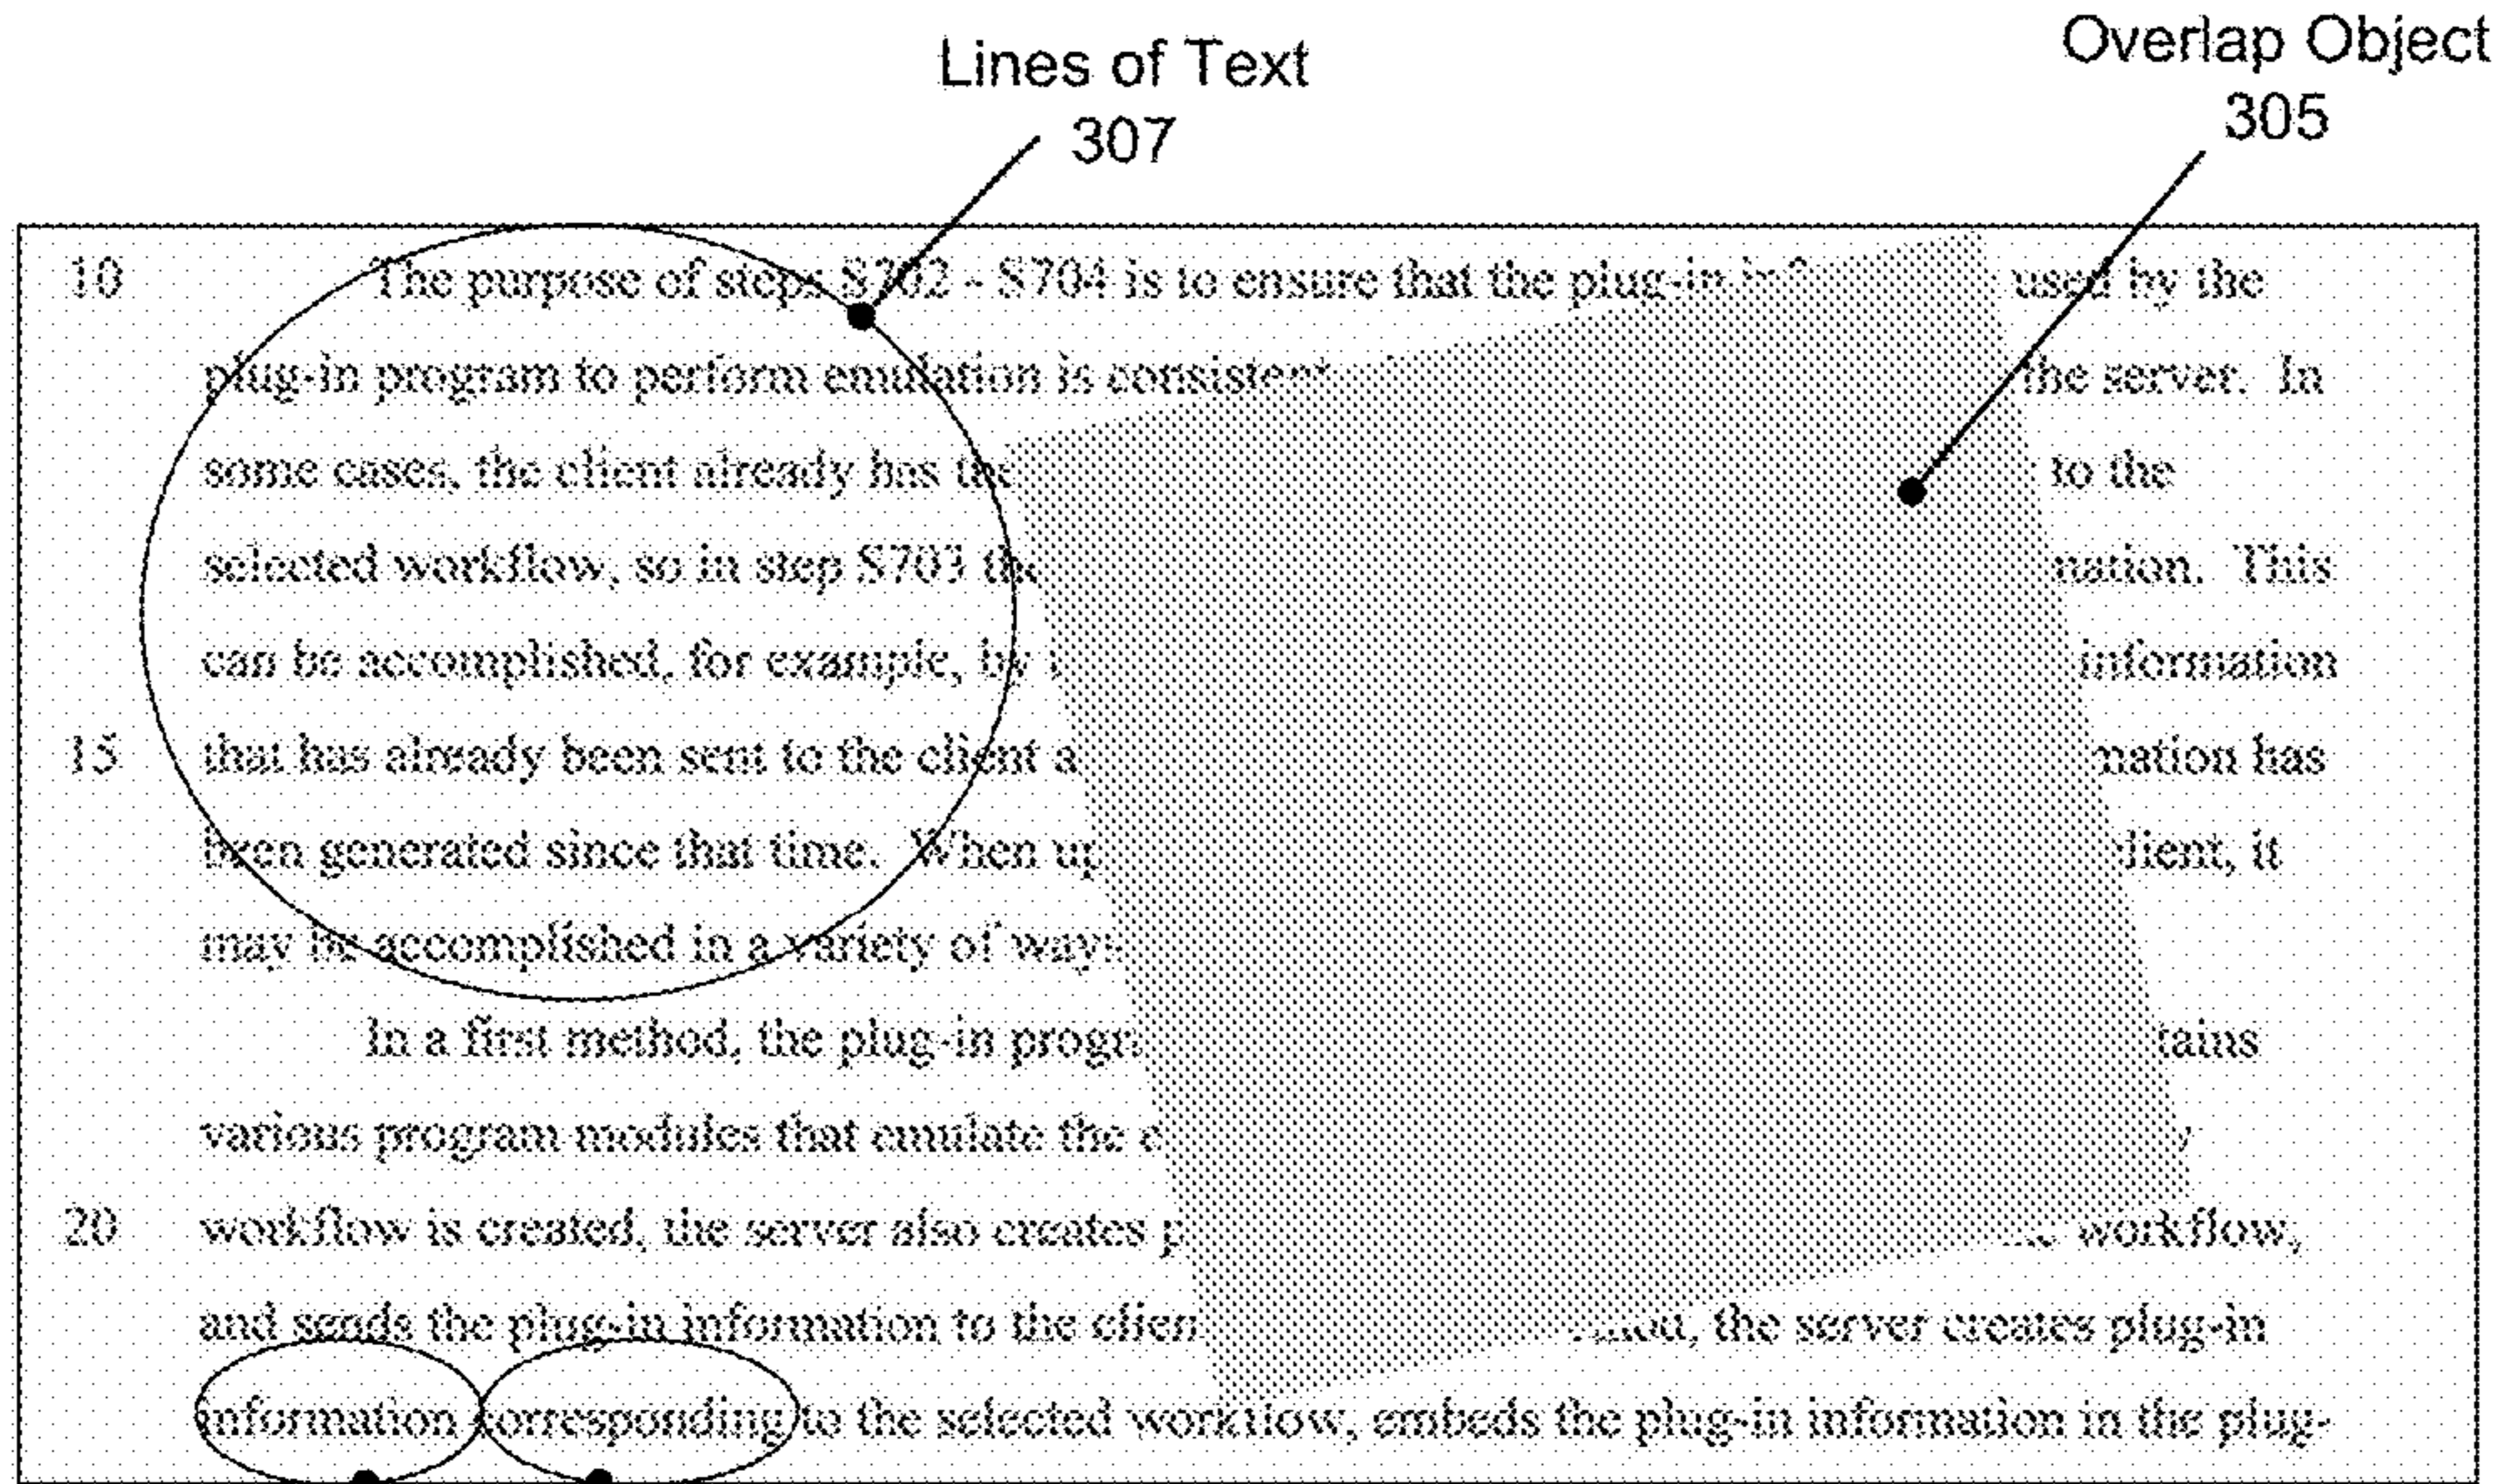 Lines of Text
307
Overlap Object
305
10 The purpose of steps S702 - S704 is to ensure that the plug-in used by the
plug-in program to perform emulation is consistent the server. In
some cases, the client already has the to the
selected workflow, so in step S703 the nation. This
can be accomplished, for example, by information
15 that has already been sent to the client a mation has
been generated since that time. When up lient, it
may be accomplished in a variety of ways
In a first method, the plug-in progr tains
various program modules that emulate the c y
20 workflow is created, the server also creates p workflow,
and sends the plug-in information to the clien the server creates plug-in
information corresponding to the selected workflow, embeds the plug-in information in the plug-